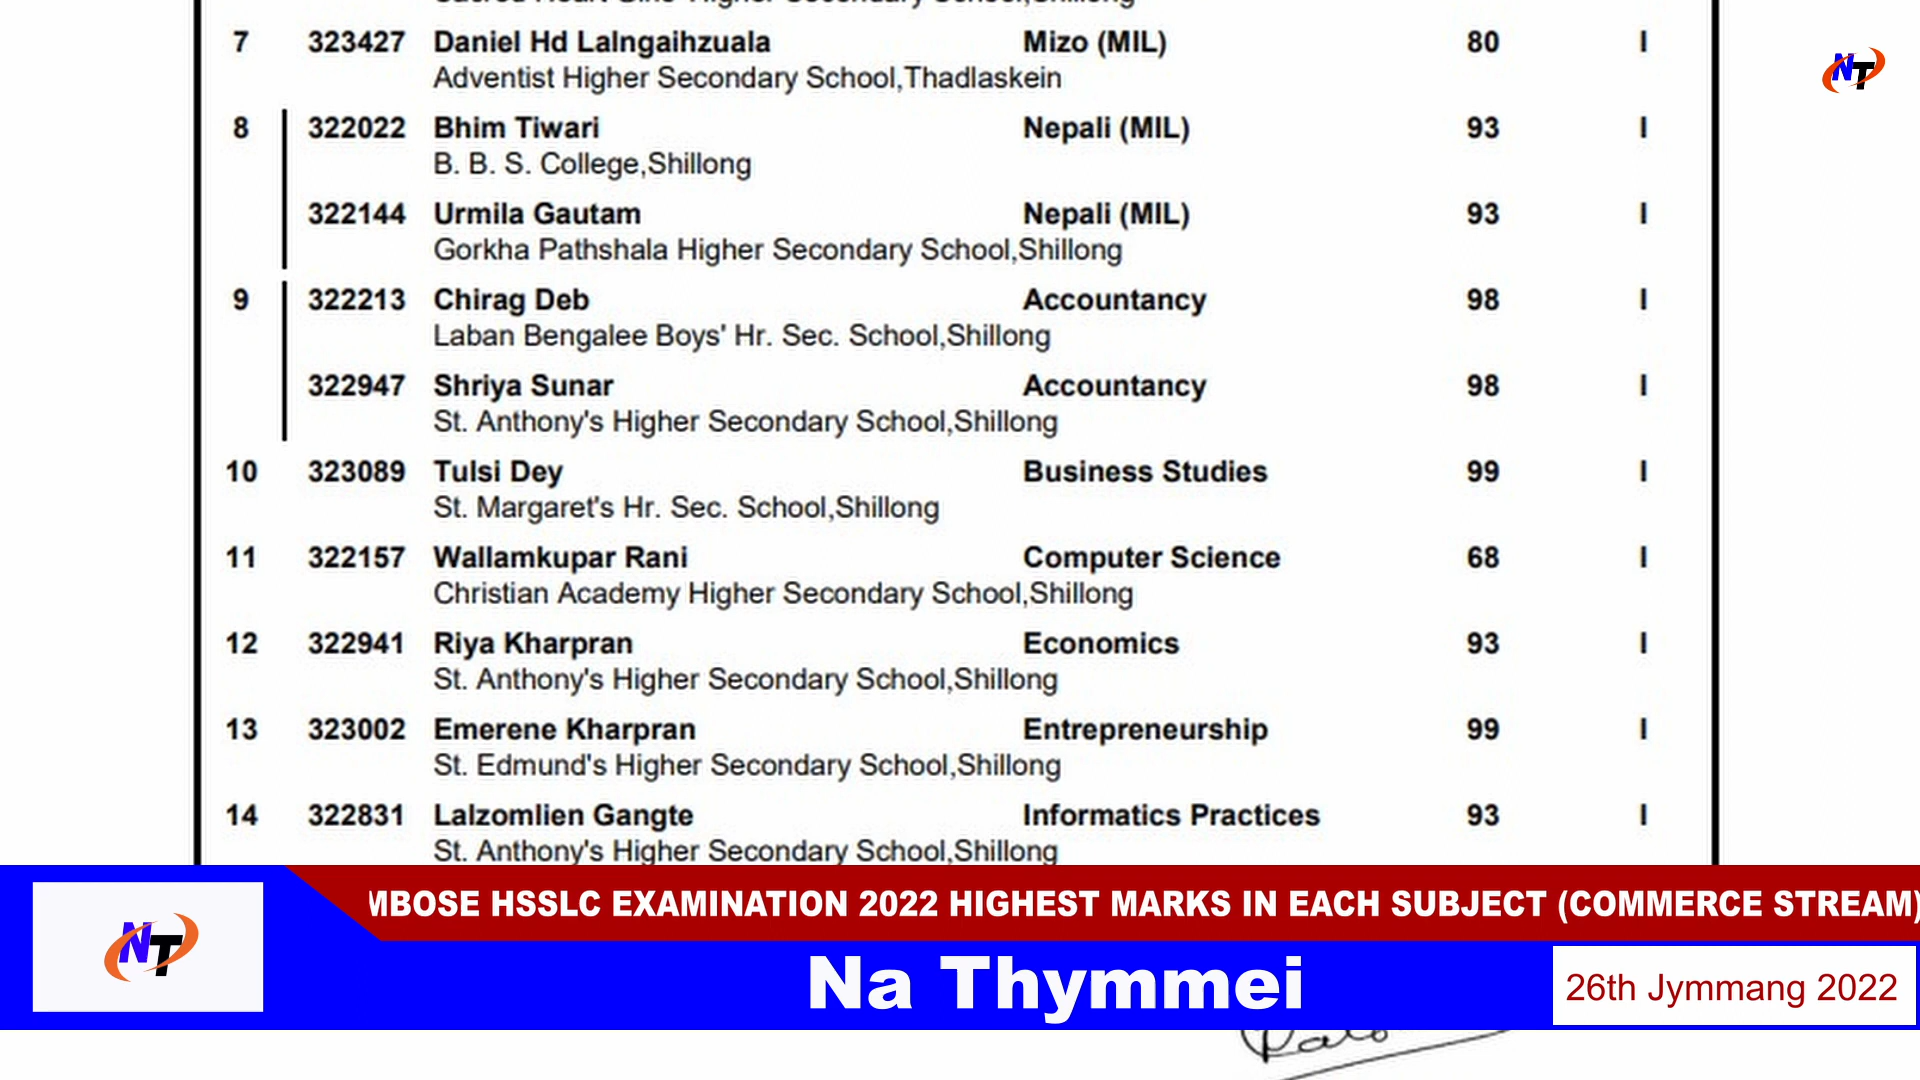 7 323427 Daniel Hd Lalngaihzuala Mizo (MIL) 80 I
Adventist Higher Secondary School,Thadlaskein
NT
8 322022 Bhim Tiwari Nepali (MIL) 93 I
B. B. S. College,Shillong
322144 Urmila Gautam Nepali (MIL) 93 I
Gorkha Pathshala Higher Secondary School,Shillong
9 322213 Chirag Deb Accountancy 98 I
Laban Bengalee Boys' Hr. Sec. School,Shillong
322947 Shriya Sunar Accountancy 98 I
St. Anthony's Higher Secondary School,Shillong
10 323089 Tulsi Dey Business Studies 99 I
St. Margaret's Hr. Sec. School,Shillong
11 322157 Wallamkupar Rani Computer Science 68 I
Christian Academy Higher Secondary School,Shillong
12 322941 Riya Kharpran Economics 93 I
St. Anthony's Higher Secondary School,Shillong
13 323002 Emerene Kharpran Entrepreneurship 99 I
St. Edmund's Higher Secondary School,Shillong
14 322831 Lalzomlien Gangte Informatics Practices 93 I
St. Anthony's Higher Secondary School,Shillong
MBOSE HSSLC EXAMINATION 2022 HIGHEST MARKS IN EACH SUBJECT (COMMERCE STREAM)
NT
Na Thymmei
26th Jymmang 2022